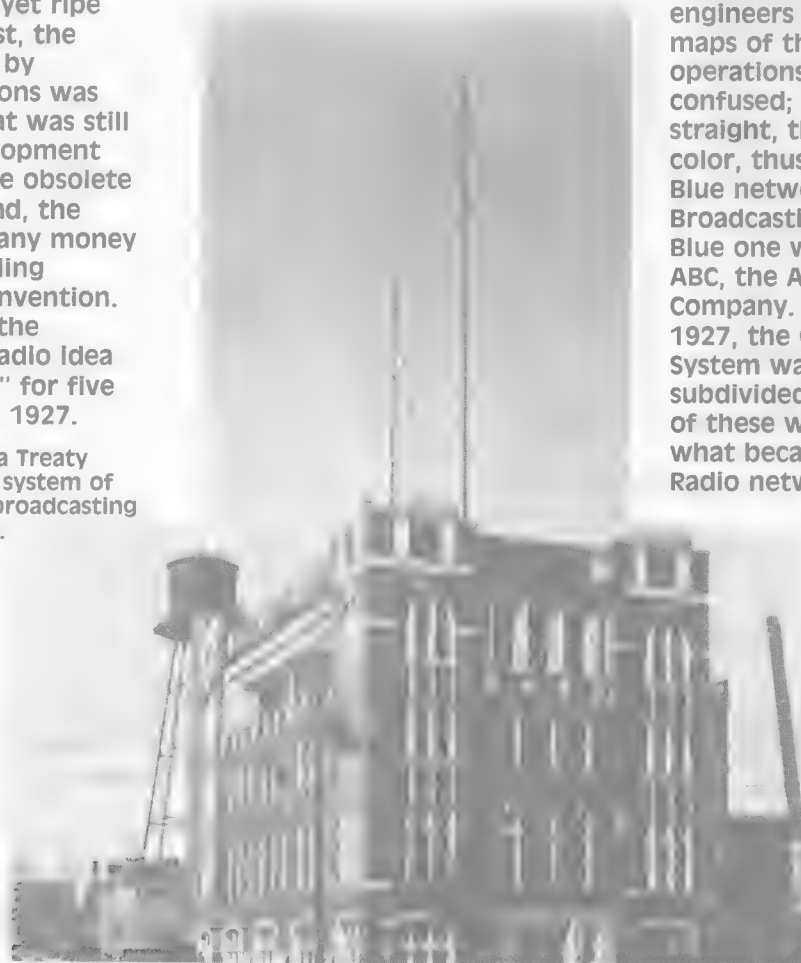 yet ripe
st, the
by
ons was
at was still
opment
e obsolete
nd, the
any money
ling
nvention.
the
adio idea
" for five
1927.
a Treaty
system of
broadcasting
.
engineers
maps of th
operations
confused;
straight, th
color, thus
Blue netw
Broadcasti
Blue one w
ABC, the A
Company.
1927, the
System wa
subdivided
of these w
what beca
Radio netw